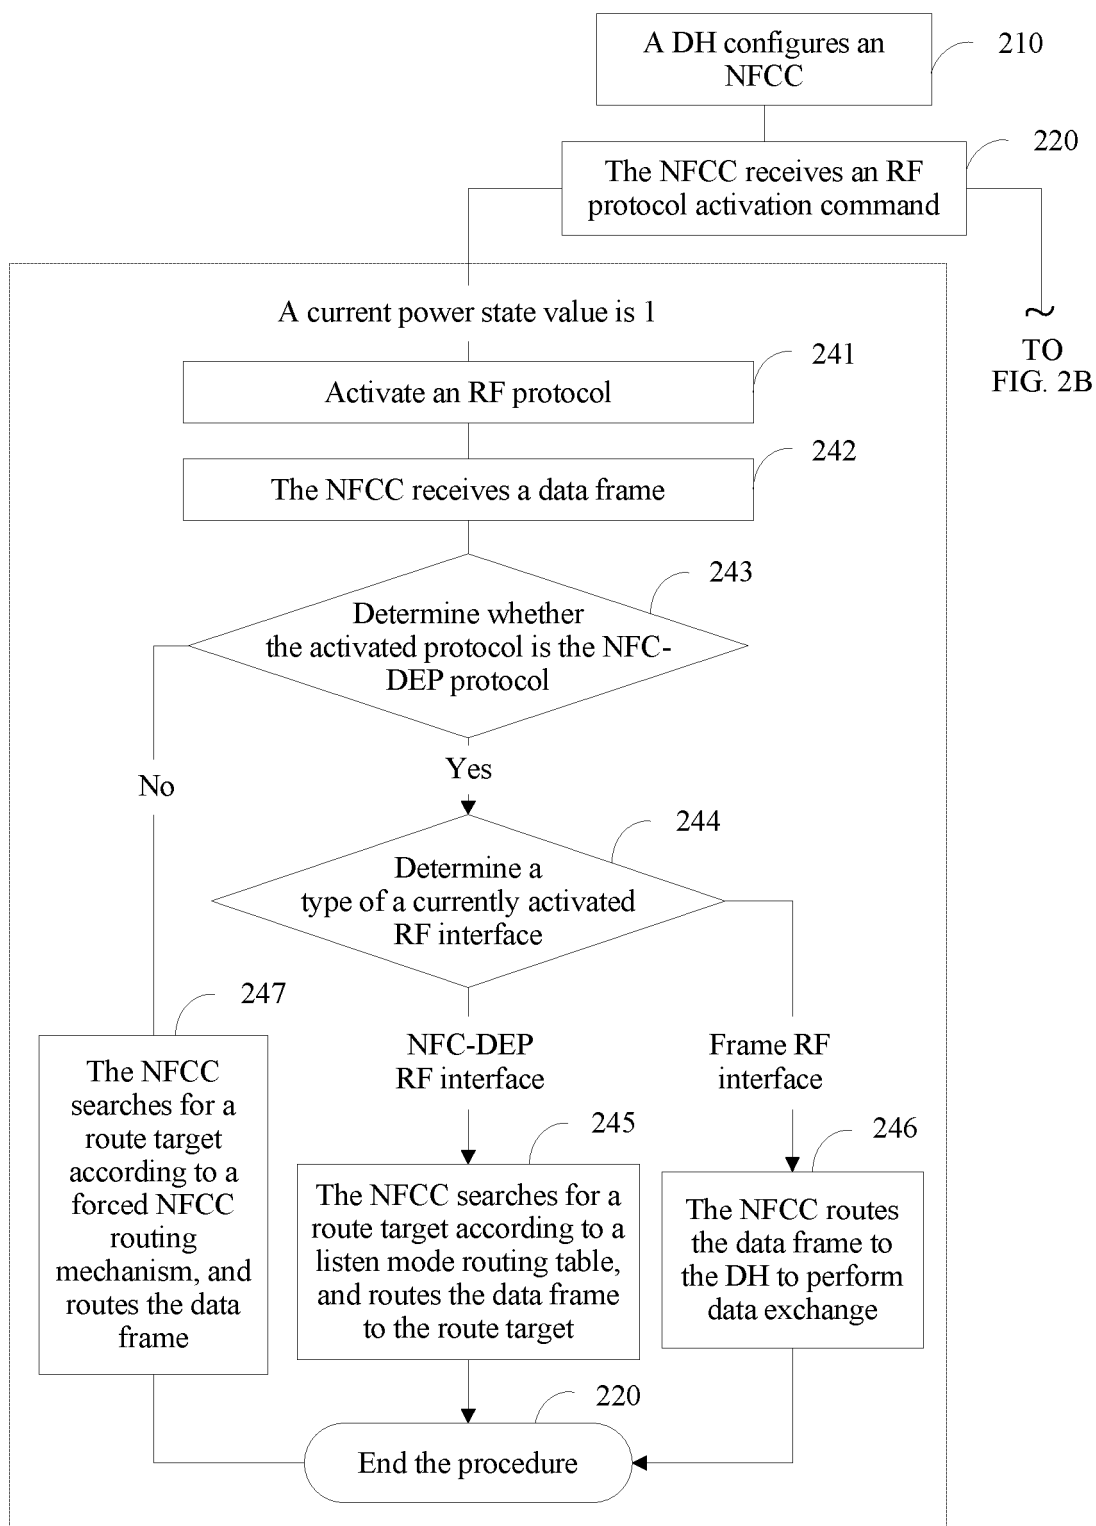 A DH configures an
NFCC
210
The NFCC receives an RF
protocol activation command
220
A current power state value is 1
~
TO
FIG. 2B
Activate an RF protocol
241
The NFCC receives a data frame
242
Determine whether
the activated protocol is the NFC-
DEP protocol
243
No
Yes
Determine a
type of a currently activated
RF interface
244
NFC-DEP
RF interface
Frame RF
interface
247
The NFCC
searches for a
route target
according to a
forced NFCC
routing
mechanism, and
routes the data
frame
245
The NFCC searches for a
route target according to a
listen mode routing table,
and routes the data frame
to the route target
246
The NFCC routes
the data frame to
the DH to perform
data exchange
220
End the procedure